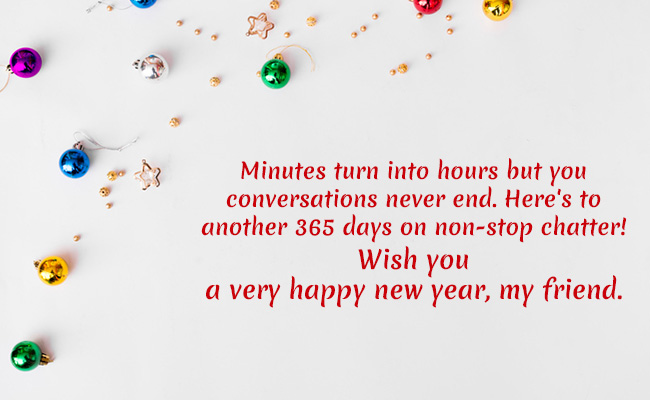 Minutes turn into hours but you
conversations never end. Here's to
another 365 days on non-stop chatter!
Wish you
a very happy new year, my friend.